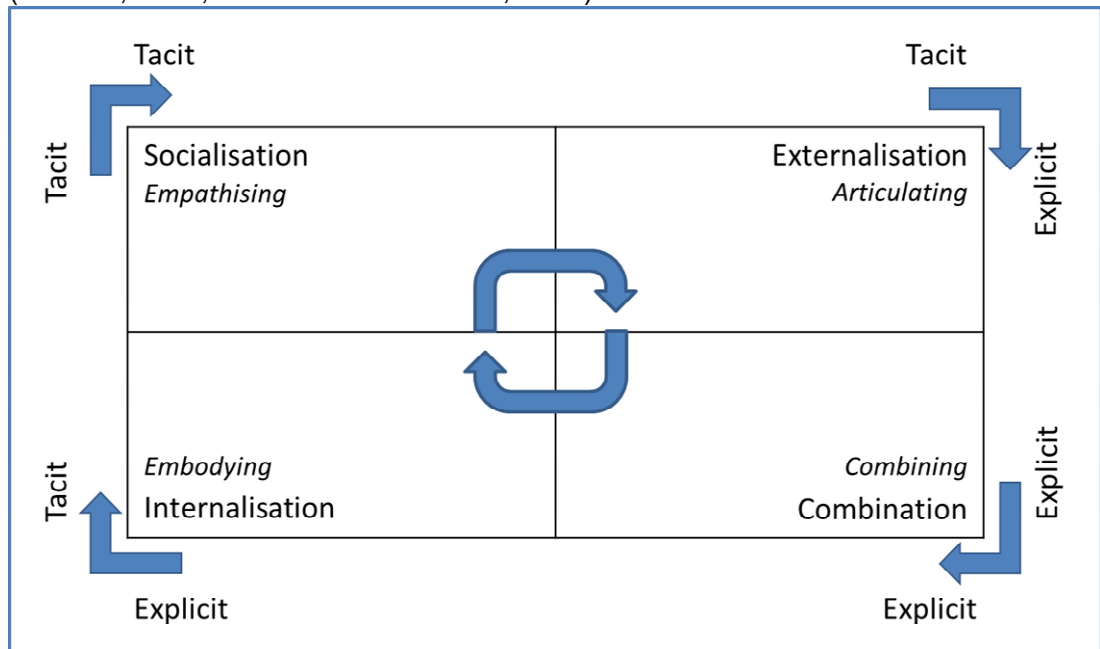 Tacit
Tacit
Tacit
Explicit
Socialisation
Empathising
Externalisation
Articulating
Embodying
Internalisation
Combining
Combination
Tacit
Explicit
Explicit
Explicit